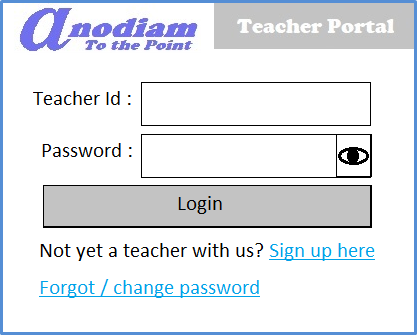 anodiam
To the Point
Teacher Portal
Teacher Id :
Password :
Login
Not yet a teacher with us? Sign up here
Forgot / change password